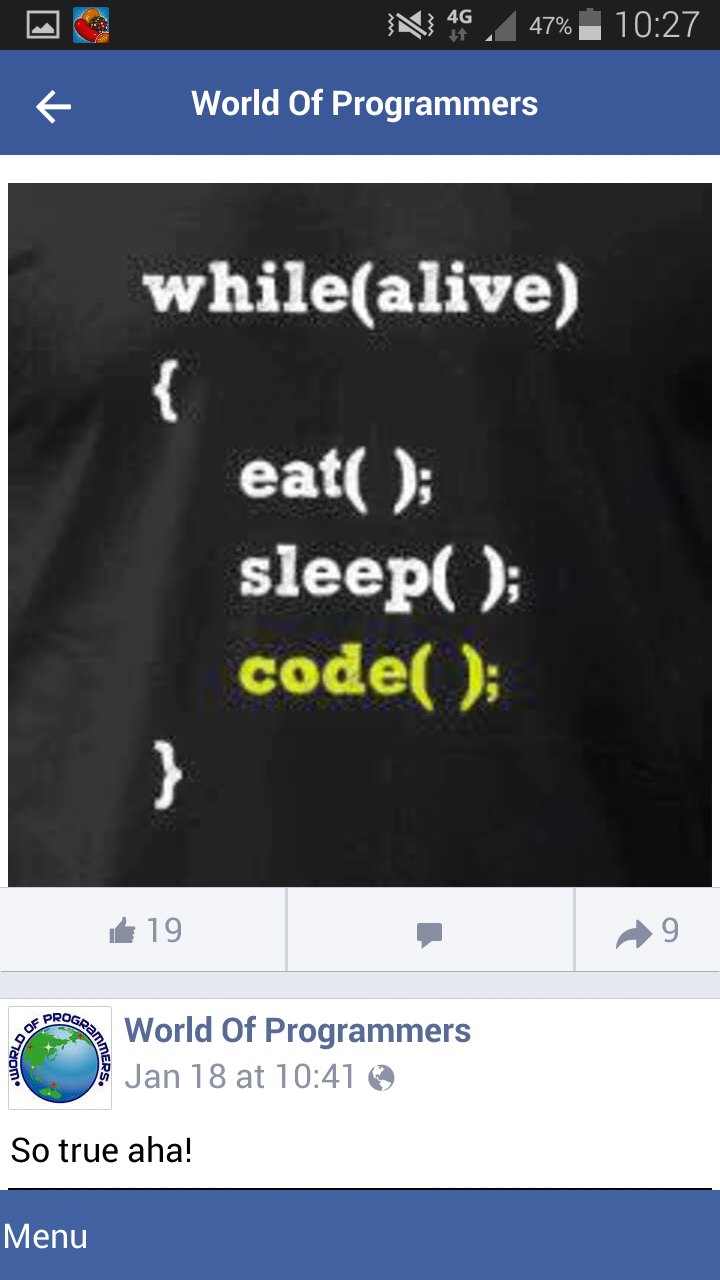 4G 47% 10:27
World Of Programmers
while(alive)
{
eat( );
sleep( );
code( );
}
19 9
WORLD OF PROGRAMMERS
World Of Programmers
Jan 18 at 10:41
So true aha!
Menu